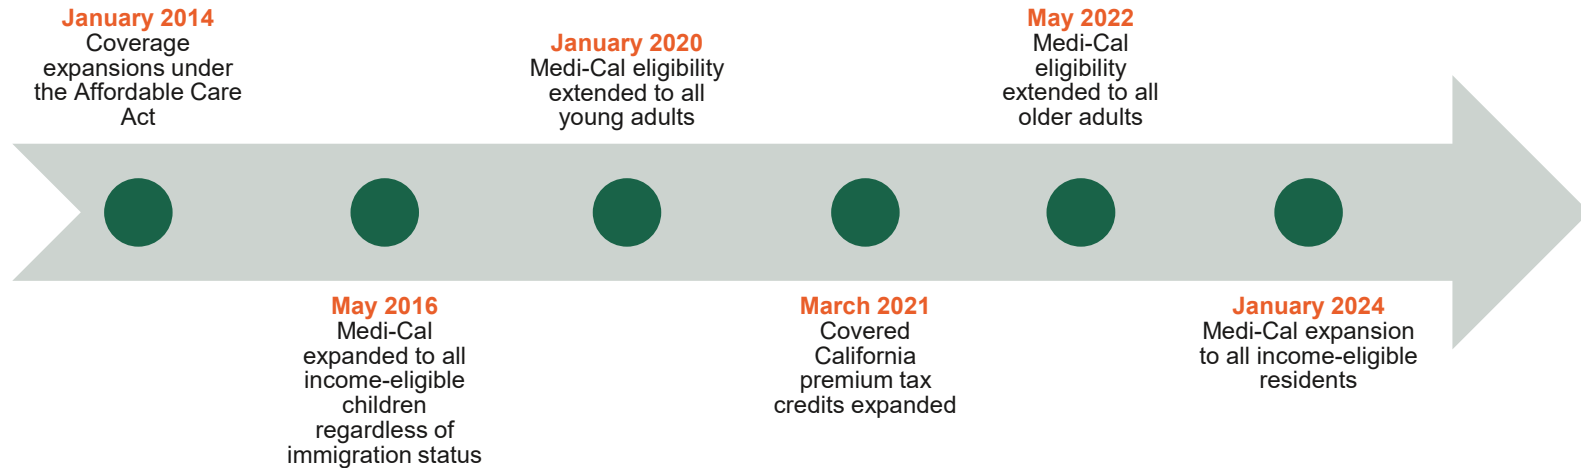 January 2014
Coverage
expansions under
the Affordable Care
Act
May 2016
Medi-Cal
expanded to all
income-eligible
children
regardless of
immigration status
January 2020
Medi-Cal eligibility
extended to all
young adults
March 2021
Covered
California
premium tax
credits expanded
May 2022
Medi-Cal
eligibility
extended to all
older adults
January 2024
Medi-Cal expansion
to all income-eligible
residents